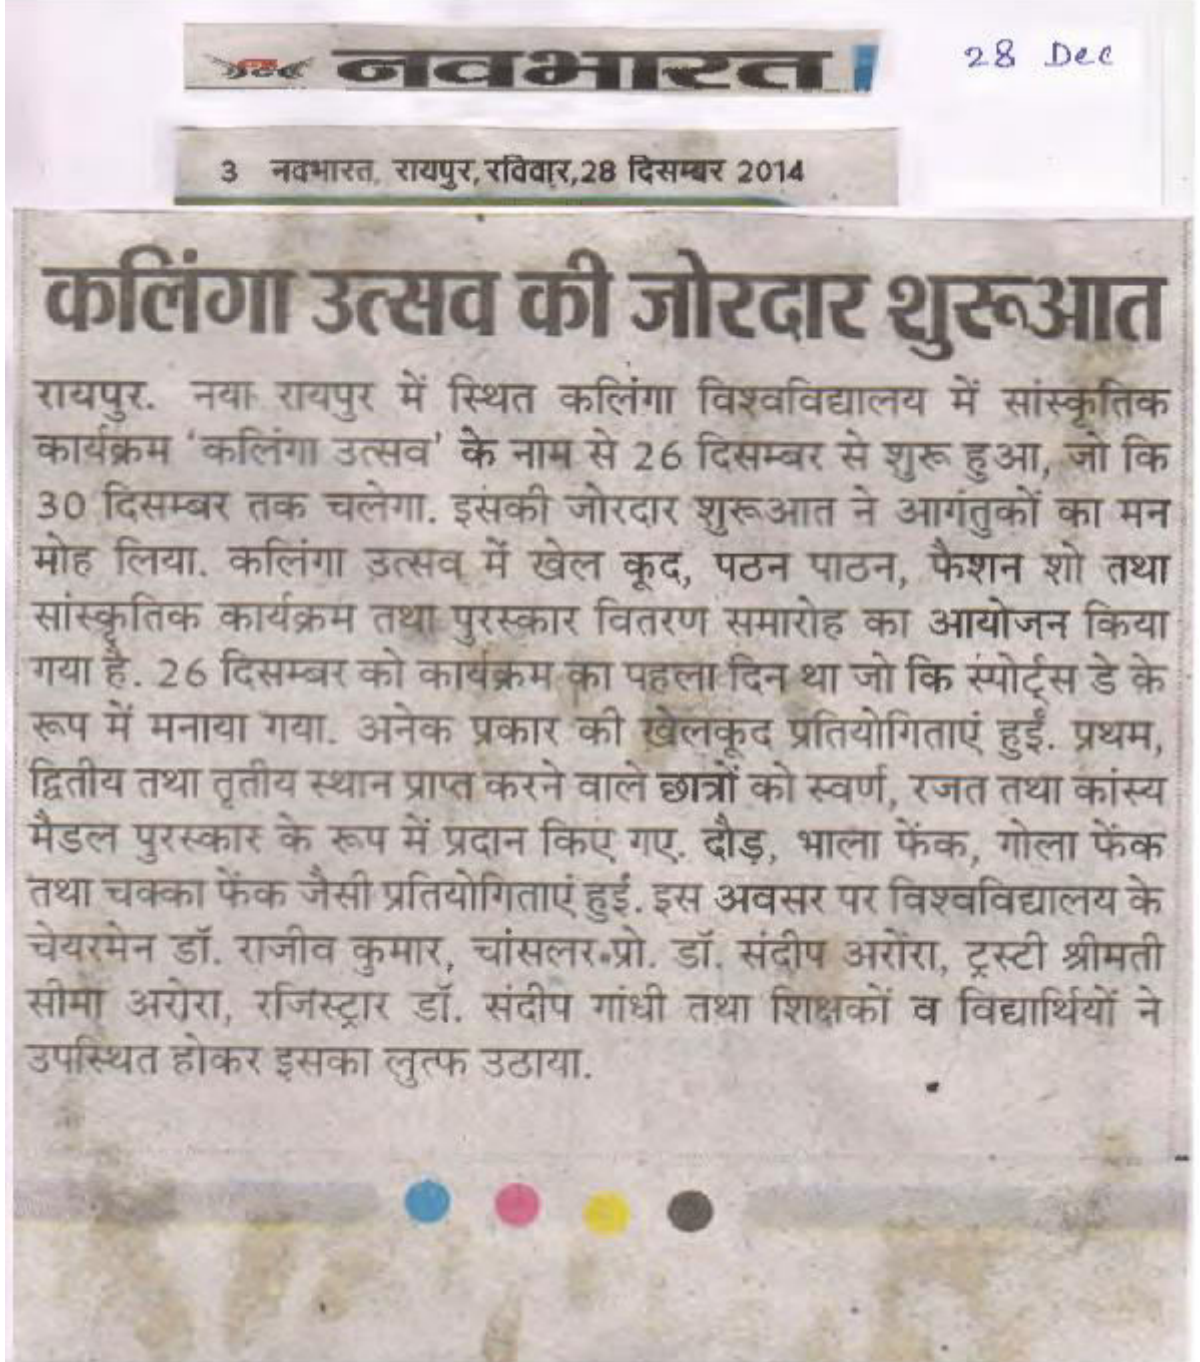 नवभारत
28 Dec
3 नवभारत, रायपुर, रविवार, 28 दिसम्बर 2014
कलिंगा उत्सव की जोरदार शुरूआत
रायपुर. नया रायपुर में स्थित कलिंगा विश्वविद्यालय में सांस्कृतिक
कार्यक्रम ‘कलिंगा उत्सव’ के नाम से 26 दिसम्बर से शुरू हुआ, जो कि
30 दिसम्बर तक चलेगा. इसकी जोरदार शुरूआत ने आगंतुकों का मन
मोह लिया. कलिंगा उत्सव में खेल कूद, पठन पाठन, फैशन शो तथा
सांस्कृतिक कार्यक्रम तथा पुरस्कार वितरण समारोह का आयोजन किया
गया है. 26 दिसम्बर को कार्यक्रम का पहला दिन था जो कि स्पोर्ट्स डे के
रूप में मनाया गया. अनेक प्रकार की खेलकूद प्रतियोगिताएं हुईं. प्रथम,
द्वितीय तथा तृतीय स्थान प्राप्त करने वाले छात्रों को स्वर्ण, रजत तथा कांस्य
मैडल पुरस्कार के रूप में प्रदान किए गए. दौड़, भाला फेंक, गोला फेंक
तथा चक्का फेंक जैसी प्रतियोगिताएं हुईं. इस अवसर पर विश्वविद्यालय के
चेयरमेन डॉ. राजीव कुमार, चांसलर प्रो. डॉ. संदीप अरोरा, ट्रस्टी श्रीमती
सीमा अरोरा, रजिस्ट्रार डॉ. संदीप गांधी तथा शिक्षकों व विद्यार्थियों ने
उपस्थित होकर इसका लुत्फ उठाया.